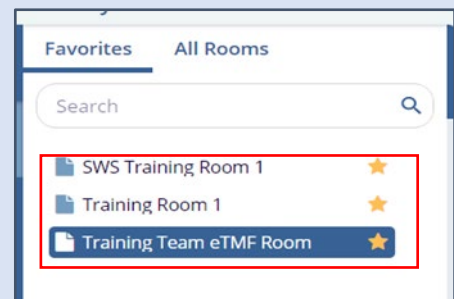 Favorites All Rooms
Search
SWS Training Room 1
Training Room 1
Training Team eTMF Room